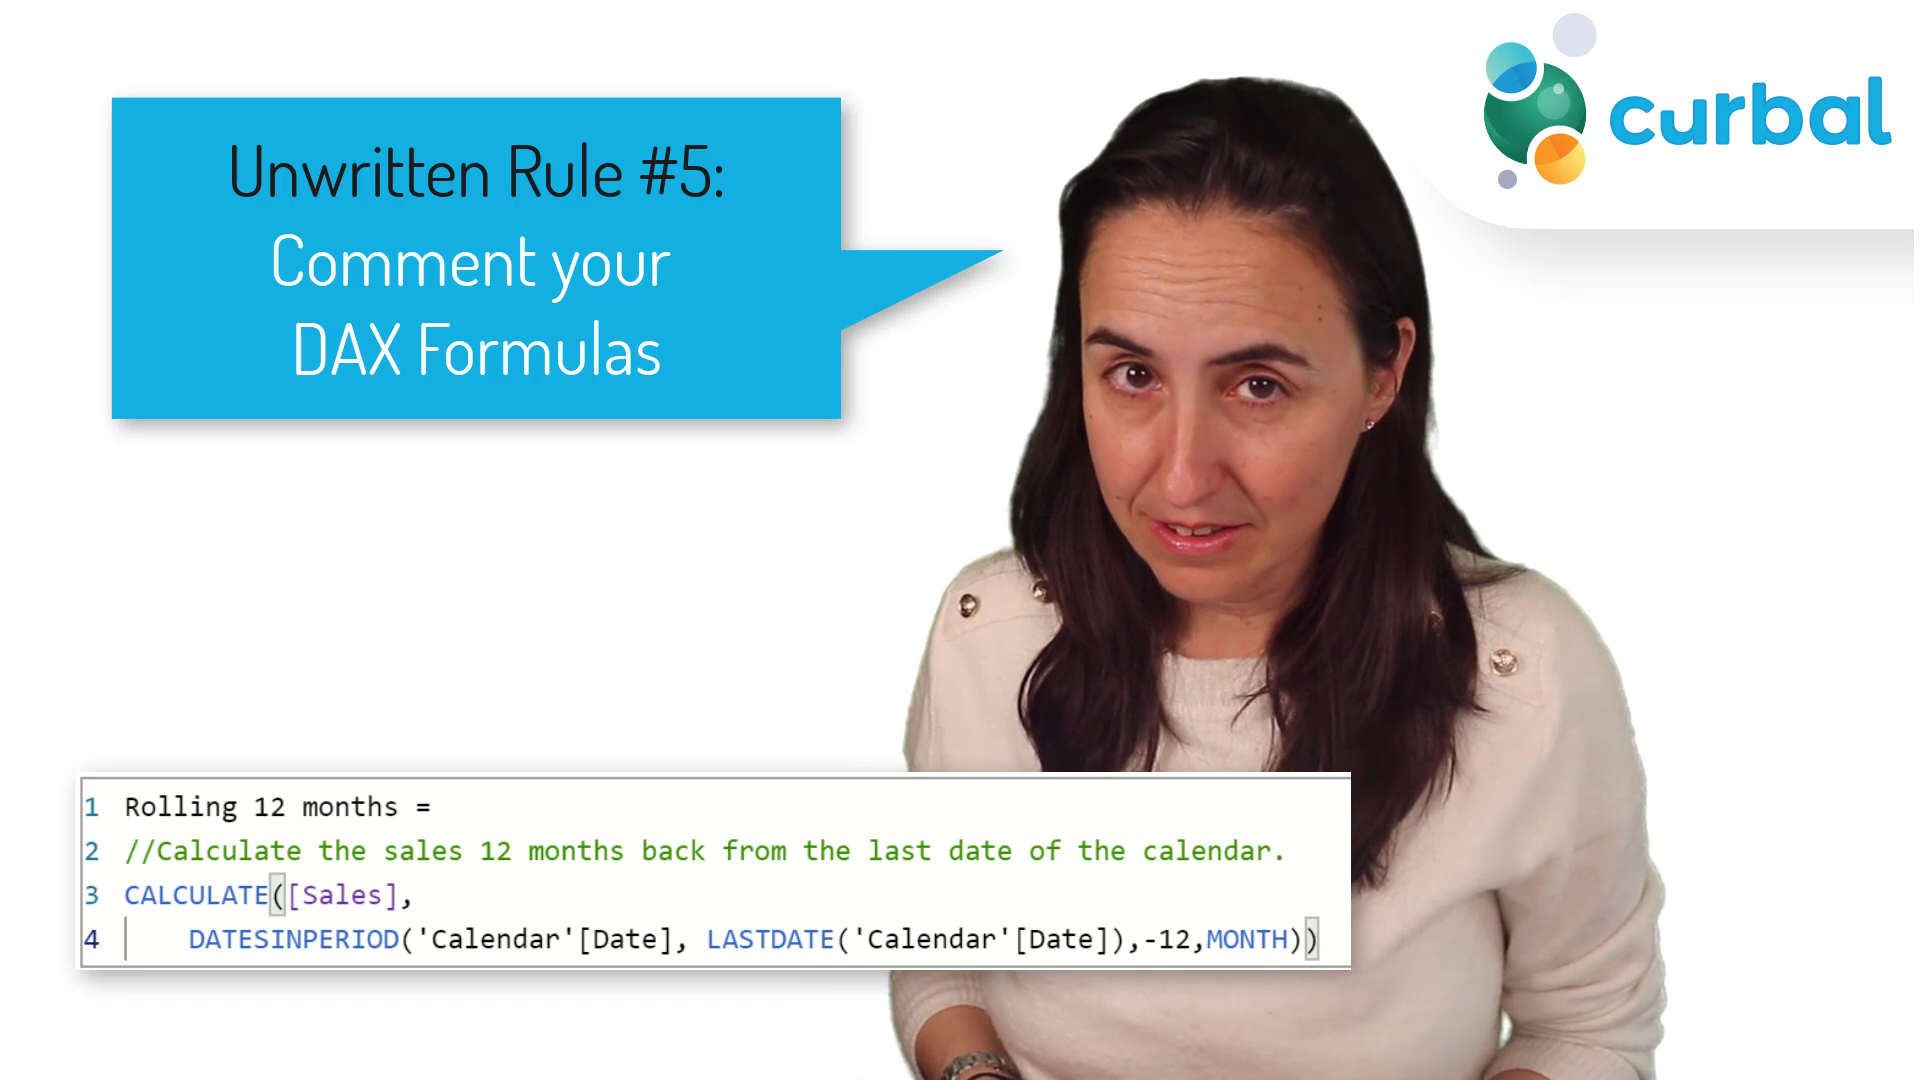 Unwritten Rule #5:
Comment your
DAX Formulas
curbal
1 Rolling 12 months =
2 //Calculate the sales 12 months back from the last date of the calendar.
3 CALCULATE([Sales],
4 DATESINPERIOD('Calendar'[Date], LASTDATE('Calendar'[Date]),-12,MONTH))